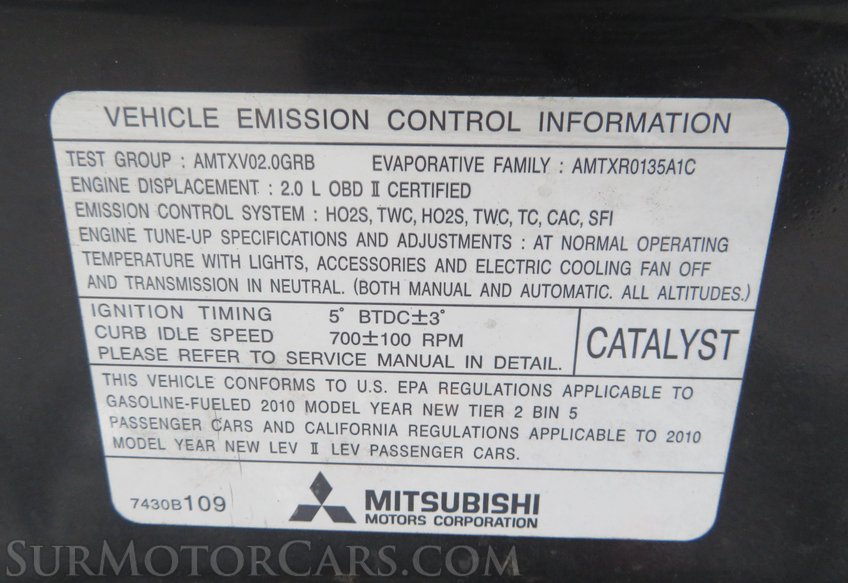 VEHICLE EMISSION CONTROL INFORMATION
TEST GROUP : AMTXV02.0GRB EVAPORATIVE FAMILY : AMTXR0135A1C
ENGINE DISPLACEMENT : 2.0 L OBD Ⅱ CERTIFIED
EMISSION CONTROL SYSTEM : HO2S, TWC, HO2S, TWC, TC, CAC, SFI
ENGINE TUNE-UP SPECIFICATIONS AND ADJUSTMENTS : AT NORMAL OPERATING
TEMPERATURE WITH LIGHTS, ACCESSORIES AND ELECTRIC COOLING FAN OFF
AND TRANSMISSION IN NEUTRAL. (BOTH MANUAL AND AUTOMATIC. ALL ALTITUDES.)
IGNITION TIMING 5° BTDC±3°
CURB IDLE SPEED 700±100 RPM
PLEASE REFER TO SERVICE MANUAL IN DETAIL.
CATALYST
THIS VEHICLE CONFORMS TO U.S. EPA REGULATIONS APPLICABLE TO
GASOLINE-FUELED 2010 MODEL YEAR NEW TIER 2 BIN 5
PASSENGER CARS AND CALIFORNIA REGULATIONS APPLICABLE TO 2010
MODEL YEAR NEW LEV Ⅱ LEV PASSENGER CARS.
7430B109
MITSUBISHI
MOTORS CORPORATION
SurMotorCars.com